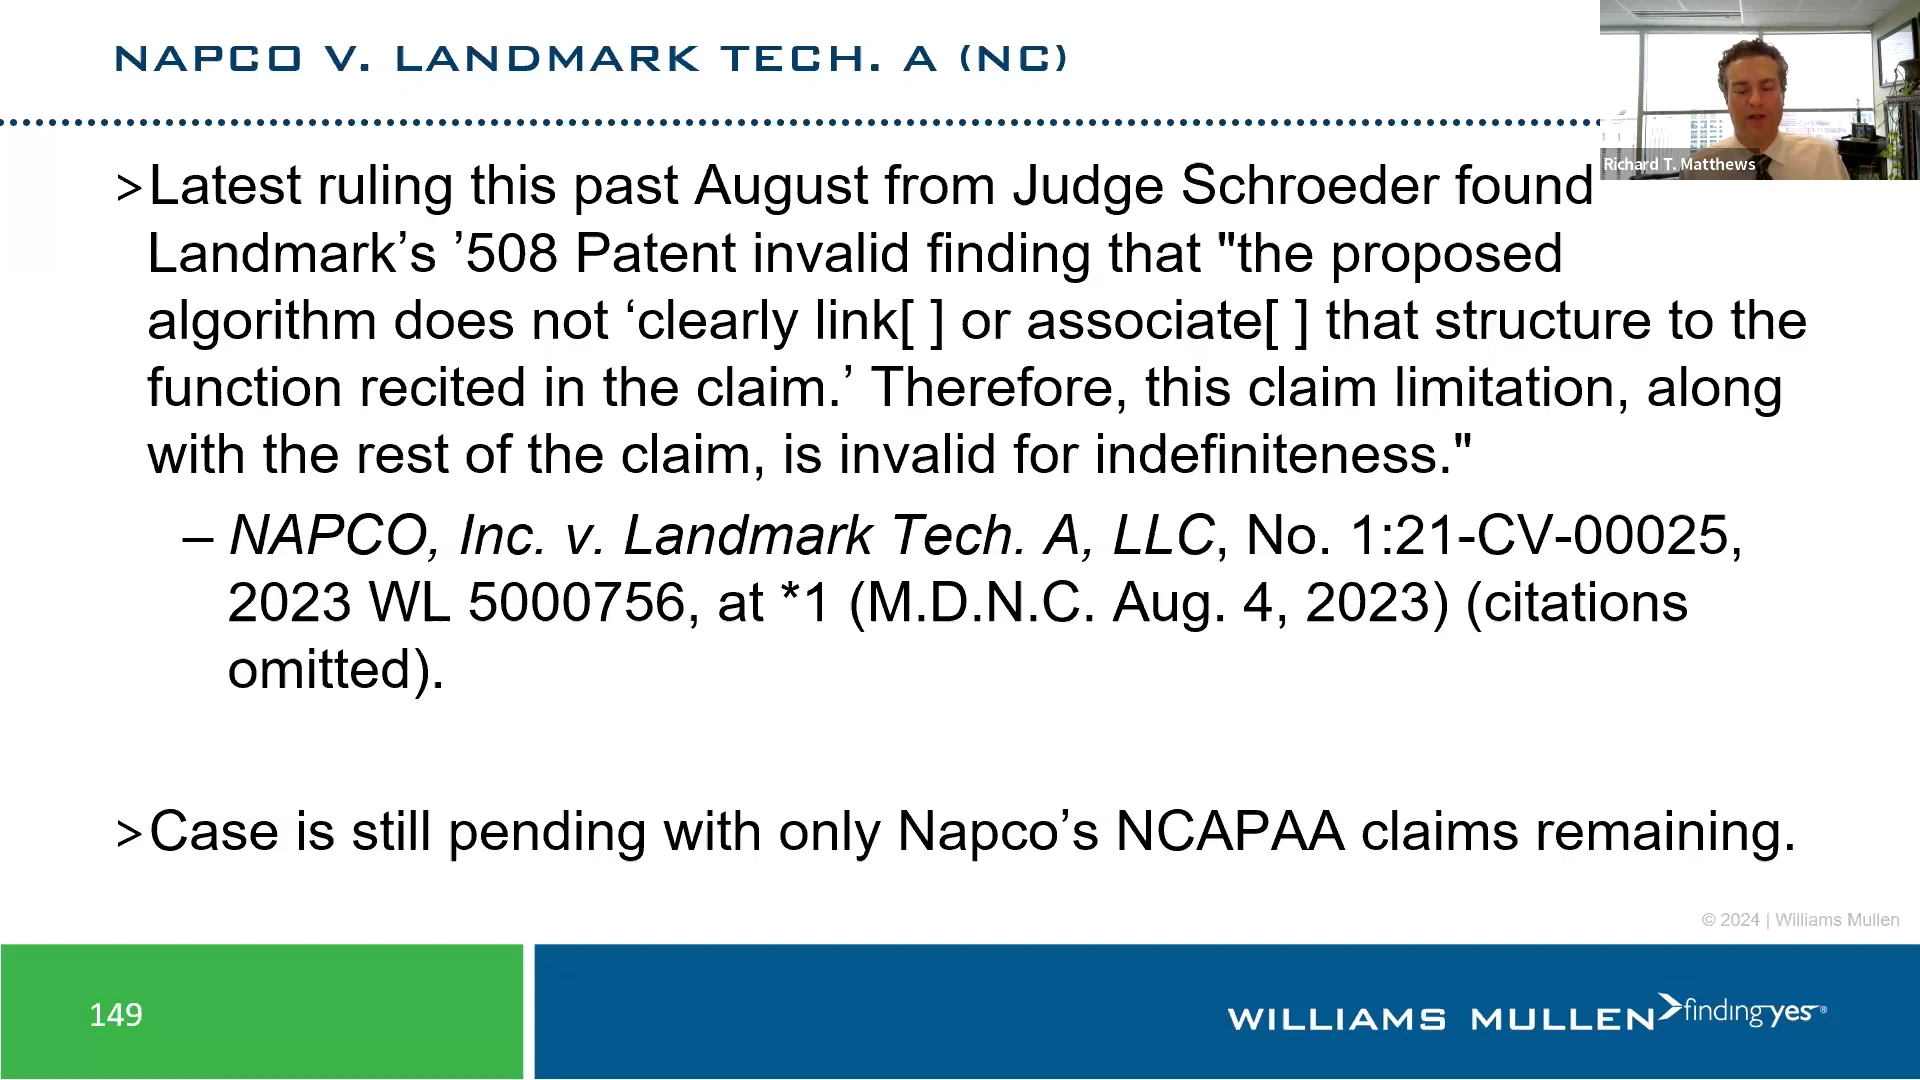 NAPCO V. LANDMARK TECH. A (NC)
Richard T. Matthews
>Latest ruling this past August from Judge Schroeder found
Landmark’s ’508 Patent invalid finding that "the proposed
algorithm does not ‘clearly link[ ] or associate[ ] that structure to the
function recited in the claim.’ Therefore, this claim limitation, along
with the rest of the claim, is invalid for indefiniteness."
– NAPCO, Inc. v. Landmark Tech. A, LLC, No. 1:21-CV-00025,
2023 WL 5000756, at *1 (M.D.N.C. Aug. 4, 2023) (citations
omitted).
>Case is still pending with only Napco’s NCAPAA claims remaining.
© 2024 | Williams Mullen
149
WILLIAMS MULLEN findingyes®